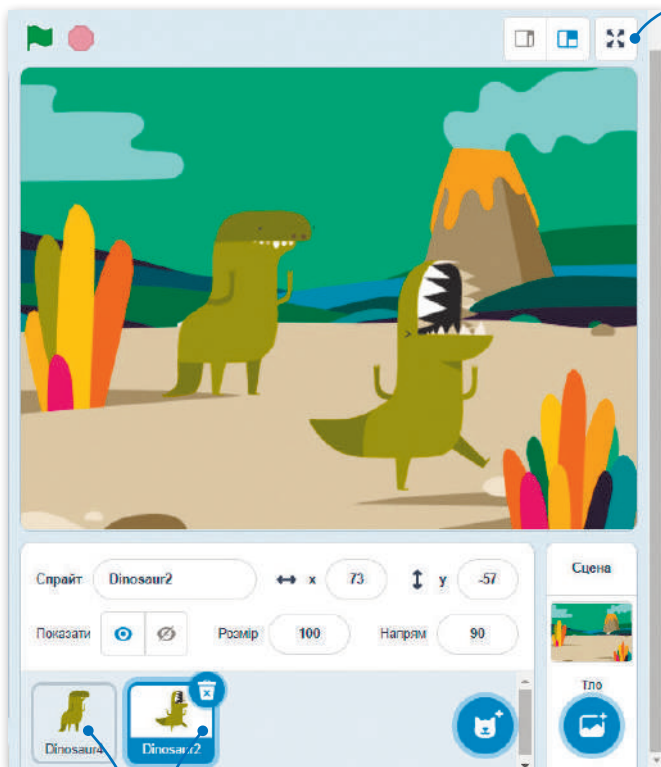 Спрайт Dinosaur2 x 73 y -57
Сцена
Показати Розмір 100 Напрям 90
Тло
Dinosaur4 Dinosaur2